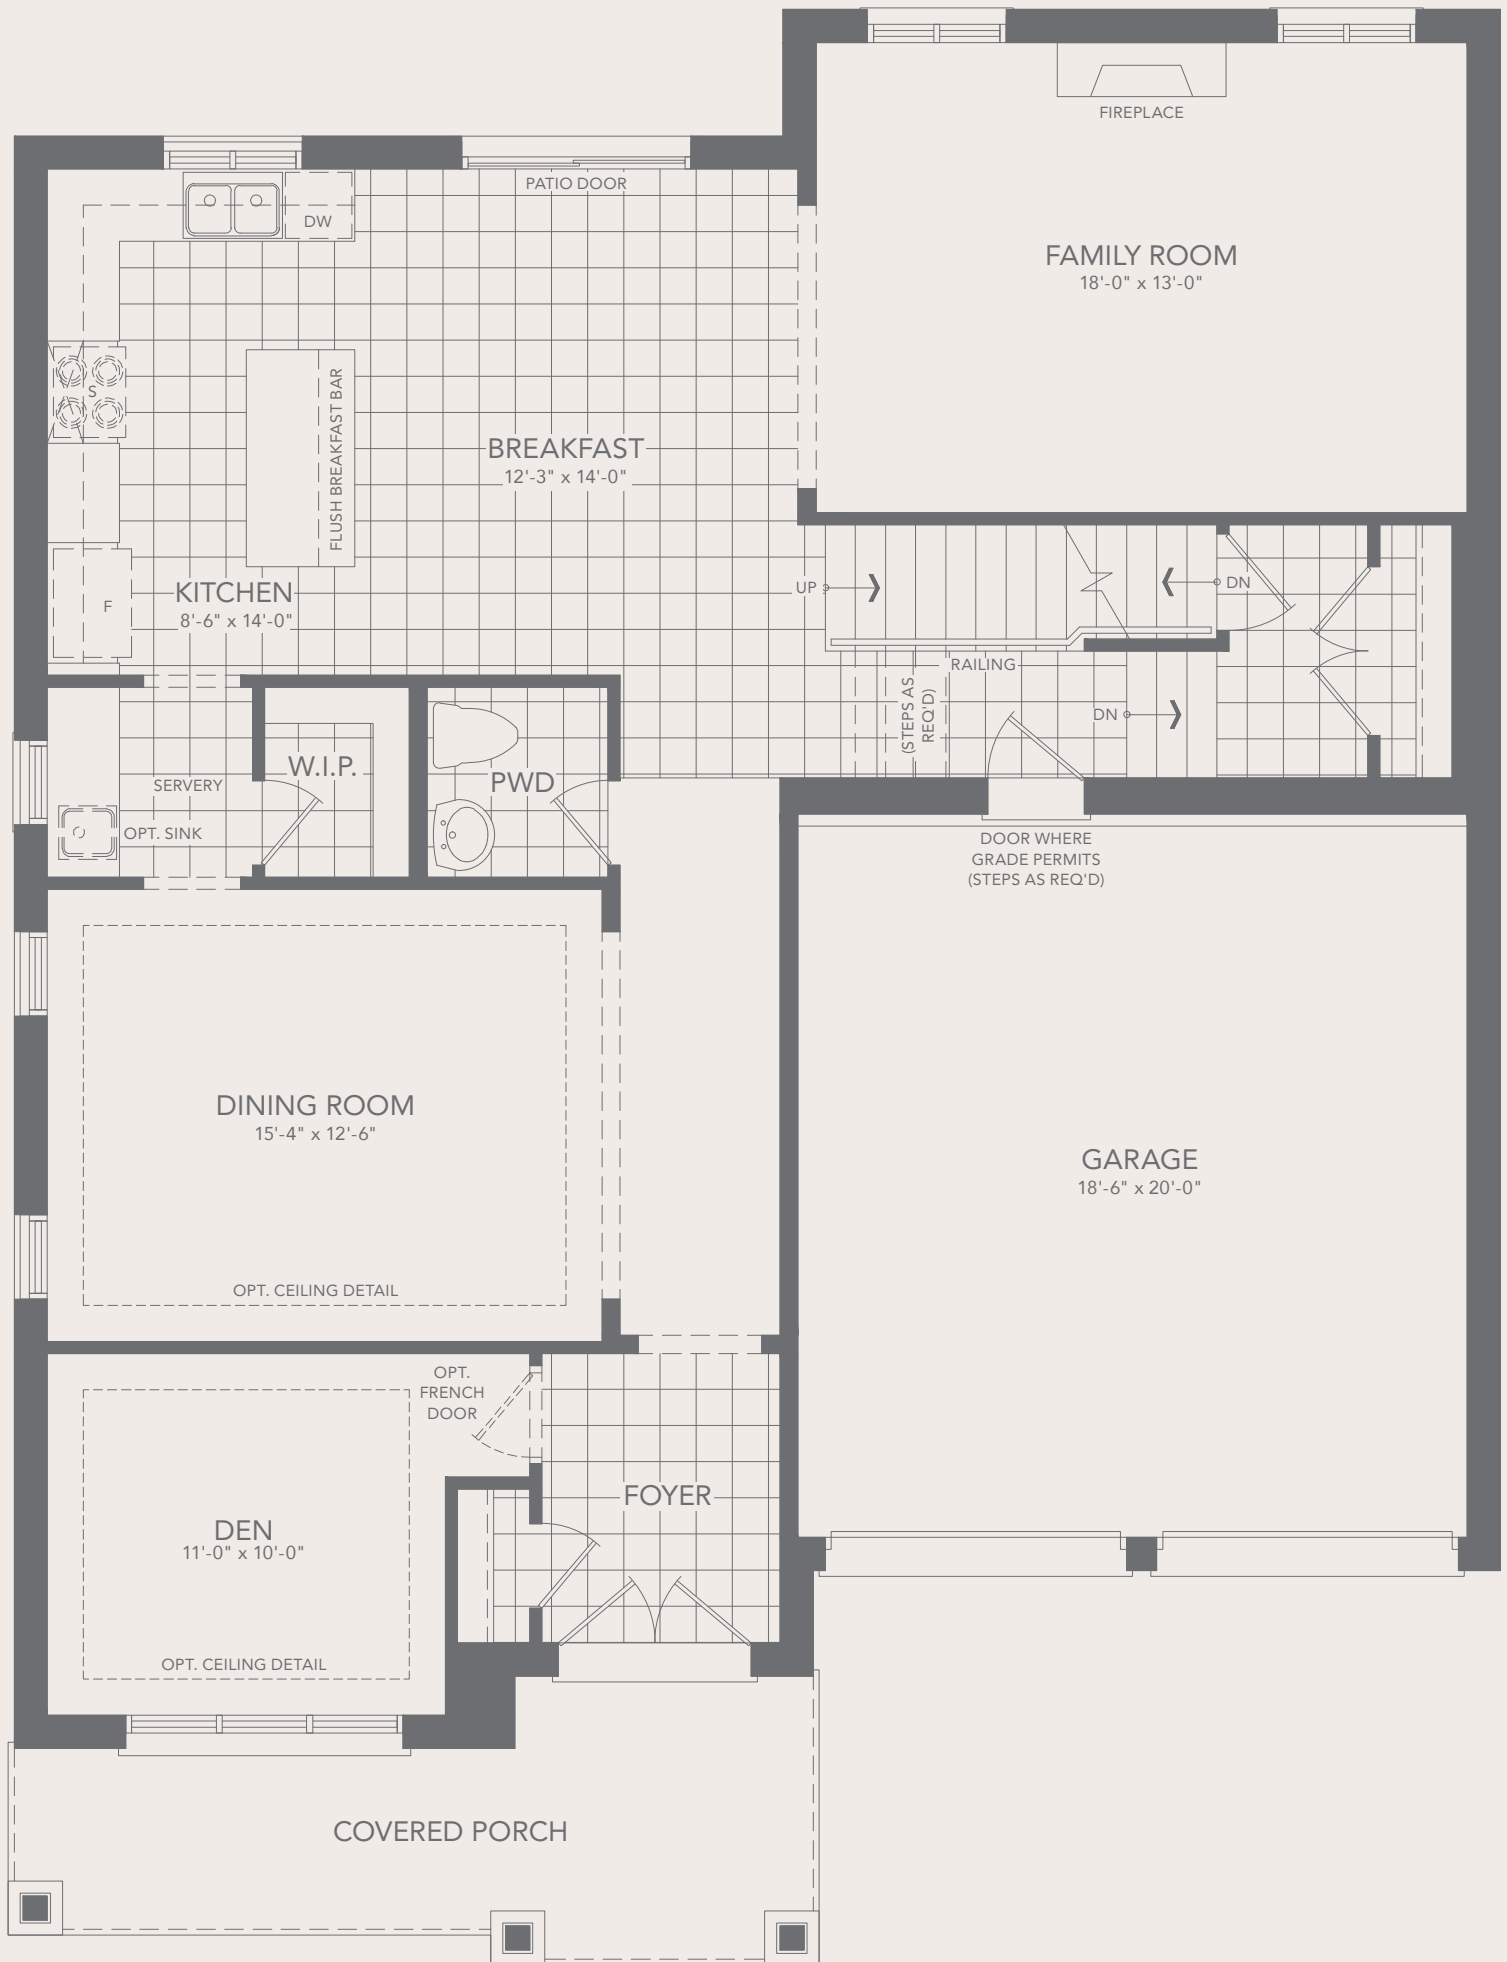 FIREPLACE
PATIO DOOR
DW
FAMILY ROOM
18'-0" x 13'-0"
S
FLUSH BREAKFAST BAR
BREAKFAST
12'-3" x 14'-0"
KITCHEN
8'-6" x 14'-0"
F
UP
DN
RAILING
(STEPS AS
REQ'D)
DN
W.I.P.
PWD
SERVERY
OPT. SINK
DOOR WHERE
GRADE PERMITS
(STEPS AS REQ'D)
DINING ROOM
15'-4" x 12'-6"
GARAGE
18'-6" x 20'-0"
OPT. CEILING DETAIL
OPT.
FRENCH
DOOR
FOYER
DEN
11'-0" x 10'-0"
OPT. CEILING DETAIL
COVERED PORCH